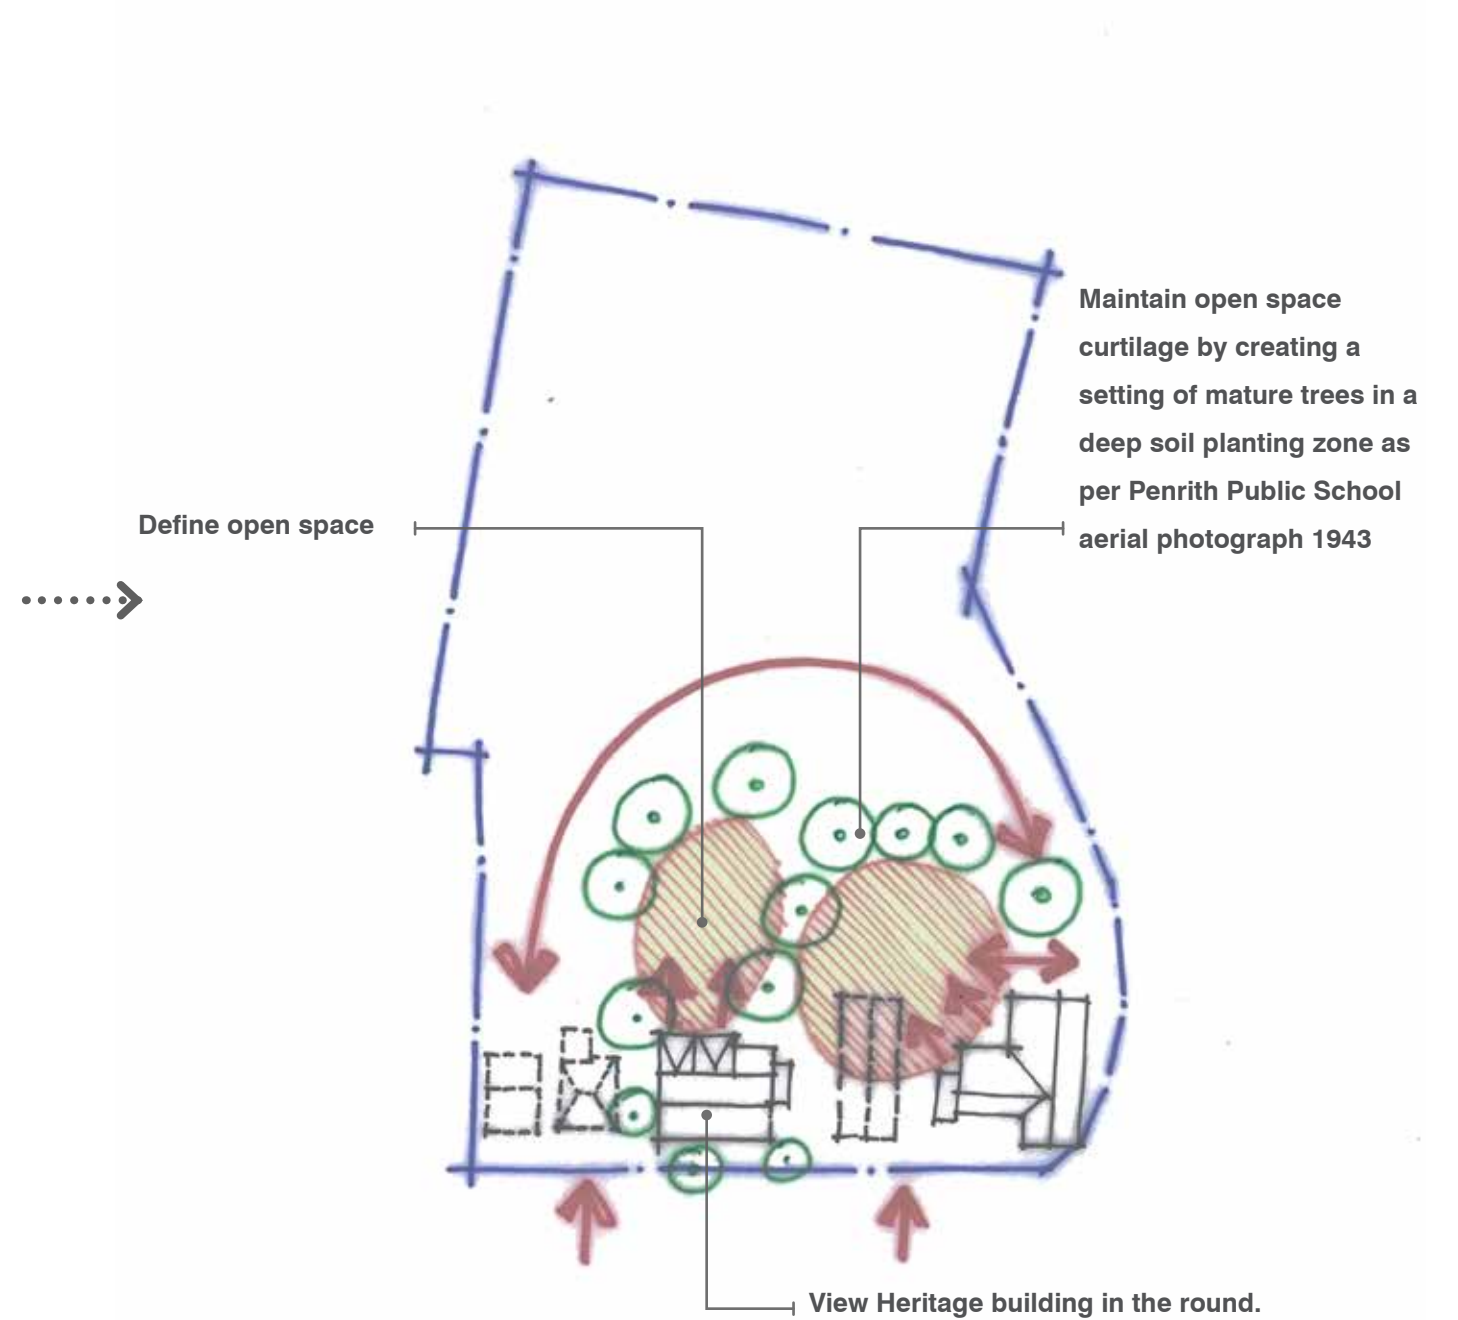 Maintain open space
curtilage by creating a
setting of mature trees in a
deep soil planting zone as
per Penrith Public School
aerial photograph 1943
Define open space
View Heritage building in the round.